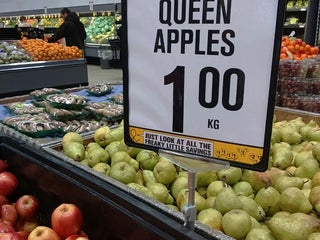 QUEEN
APPLES
1.00
KG
JUST LOOK AT ALL THE
FREAKY LITTLE SAVINGS